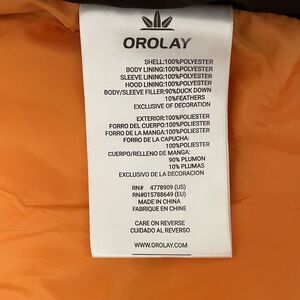 OROLAY
SHELL:100%POLYESTER
BODY LINING:100%POLYESTER
SLEEVE LINING:100%POLYESTER
HOOD LINING:100%POLYESTER
BODY/SLEEVE FILLER:90%DUCK DOWN
10%FEATHERS
EXCLUSIVE OF DECORATION
EXTERIOR:100%POLIESTER
FORRO DEL CUERPO:100%POLIESTER
FORRO DE LA MANGA:100%POLIESTER
FORRO DE LA CAPUCHA:
100%POLIESTER
CUERPO/RELLENO DE MANGA:
90% PLUMON
10% PLUMAS
EXCLUSIVO DE LA DECORACION
RN# 4778909 (US)
RN#015788649 (EU)
MADE IN CHINA
FABRIQUE EN CHINE
CARE ON REVERSE
CUIDADO AL REVERSO
WWW.OROLAY.COM